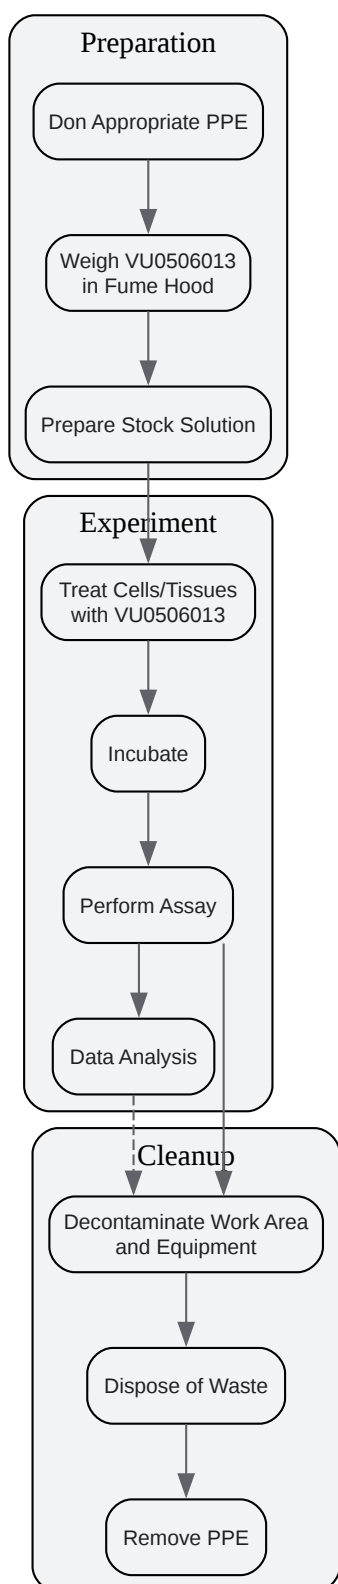 Preparation
Don Appropriate PPE
Weigh VU0506013
in Fume Hood
Prepare Stock Solution
Experiment
Treat Cells/Tissues
with VU0506013
Incubate
Perform Assay
Data Analysis
Cleanup
Decontaminate Work Area
and Equipment
Dispose of Waste
Remove PPE